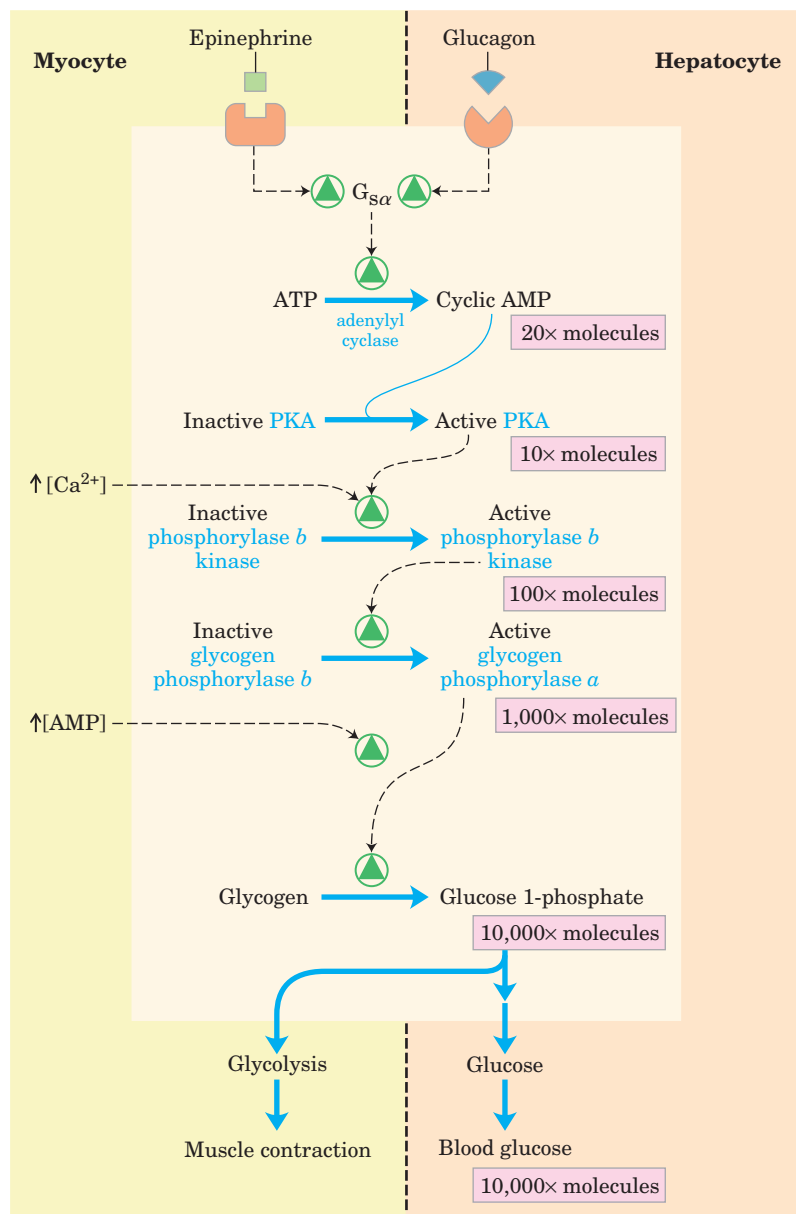 Epinephrine
Glucagon
Myocyte
Hepatocyte
G_sα
ATP
Cyclic AMP
adenylyl
cyclase
20× molecules
Inactive PKA
Active PKA
10× molecules
↑[Ca²⁺]
Inactive
phosphorylase b
kinase
Active
phosphorylase b
kinase
100× molecules
Inactive
glycogen
phosphorylase b
Active
glycogen
phosphorylase a
1,000× molecules
↑[AMP]
Glycogen
Glucose 1-phosphate
10,000× molecules
Glycolysis
Glucose
Muscle contraction
Blood glucose
10,000× molecules